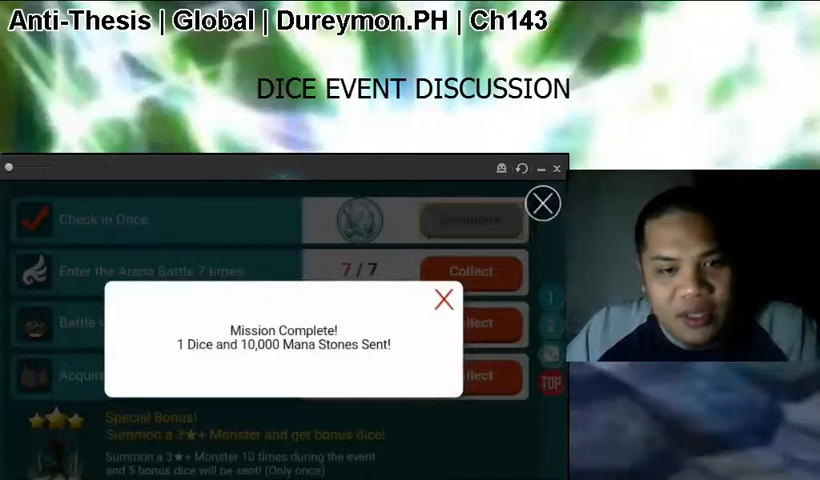 Anti-Thesis | Global | Dureymon.PH | Ch143
DICE EVENT DISCUSSION
Check-in Once
Complete
Enter the Arena Battle 7 times
7 / 7
Collect
Mission Complete!
1 Dice and 10,000 Mana Stones Sent!
Battle
Acquir
TOP
Special Bonus!
Summon a 3★+ Monster and get bonus dice!
Summon a 3★+ Monster 10 times during the event
and 5 bonus dice will be sent! (Only once)